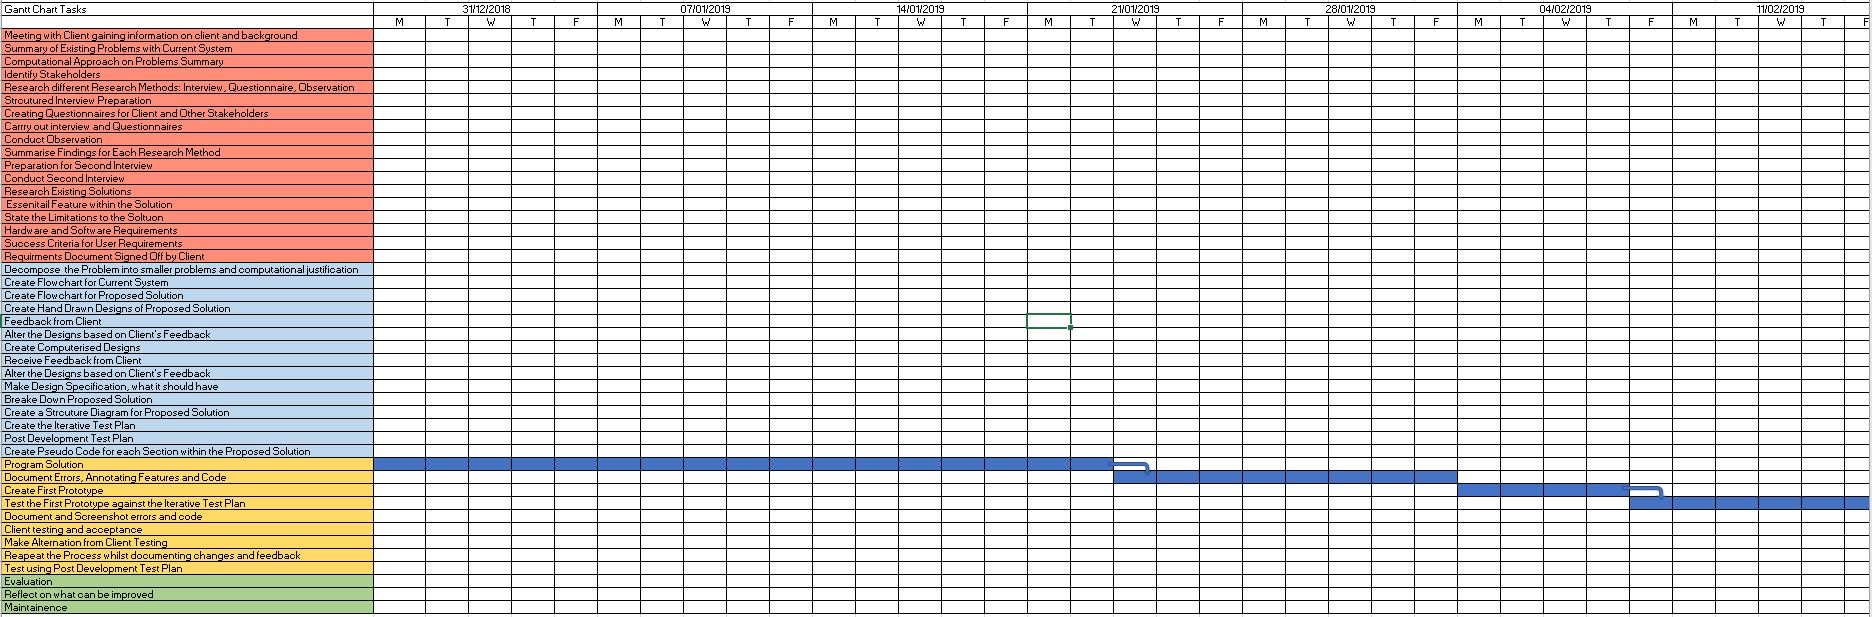 Gantt Chart Tasks 31/12/2018 07/01/2019 14/01/2019 21/01/2019 28/01/2019 04/02/2019 11/02/2019
M T W T F M T W T F M T W T F M T W T F M T W T F M T W T F M T W T F
Meeting with Client gaining information on client and background
Summary of Existing Problems with Current System
Computational Approach on Problems Summary
Identify Stakeholders
Research different Research Methods: Interview, Questionnaire, Observation
Strcutured Interview Preparation
Creating Questionnaires for Client and Other Stakeholders
Carrry out interview and Questionnaires
Conduct Observation
Summarise Findings for Each Research Method
Preparation for Second Interview
Conduct Second Interview
Research Existing Solutions
Essenitail Feature within the Solution
State the Limitations to the Soltuon
Hardware and Software Requirements
Success Criteria for User Requirements
Requirments Document Signed Off by Client
Decompose the Problem into smaller problems and computational justification
Create Flowchart for Current System
Create Flowchart for Proposed Solution
Create Hand Drawn Designs of Proposed Solution
Feedback from Client
Alter the Designs based on Client's Feedback
Create Computerised Designs
Receive Feedback from Client
Alter the Designs based on Client's Feedback
Make Design Specification, what it should have
Breake Down Proposed Solution
Create a Strcuture Diagram for Proposed Solution
Create the Iterative Test Plan
Post Development Test Plan
Create Pseudo Code for each Section within the Proposed Solution
Program Solution
Document Errors, Annotating Features and Code
Create First Prototype
Test the First Prototype against the Iterative Test Plan
Document and Screenshot errors and code
Client testing and acceptance
Make Alternation from Client Testing
Reapeat the Process whilst documenting changes and feedback
Test using Post Development Test Plan
Evaluation
Reflect on what can be improved
Maintainence